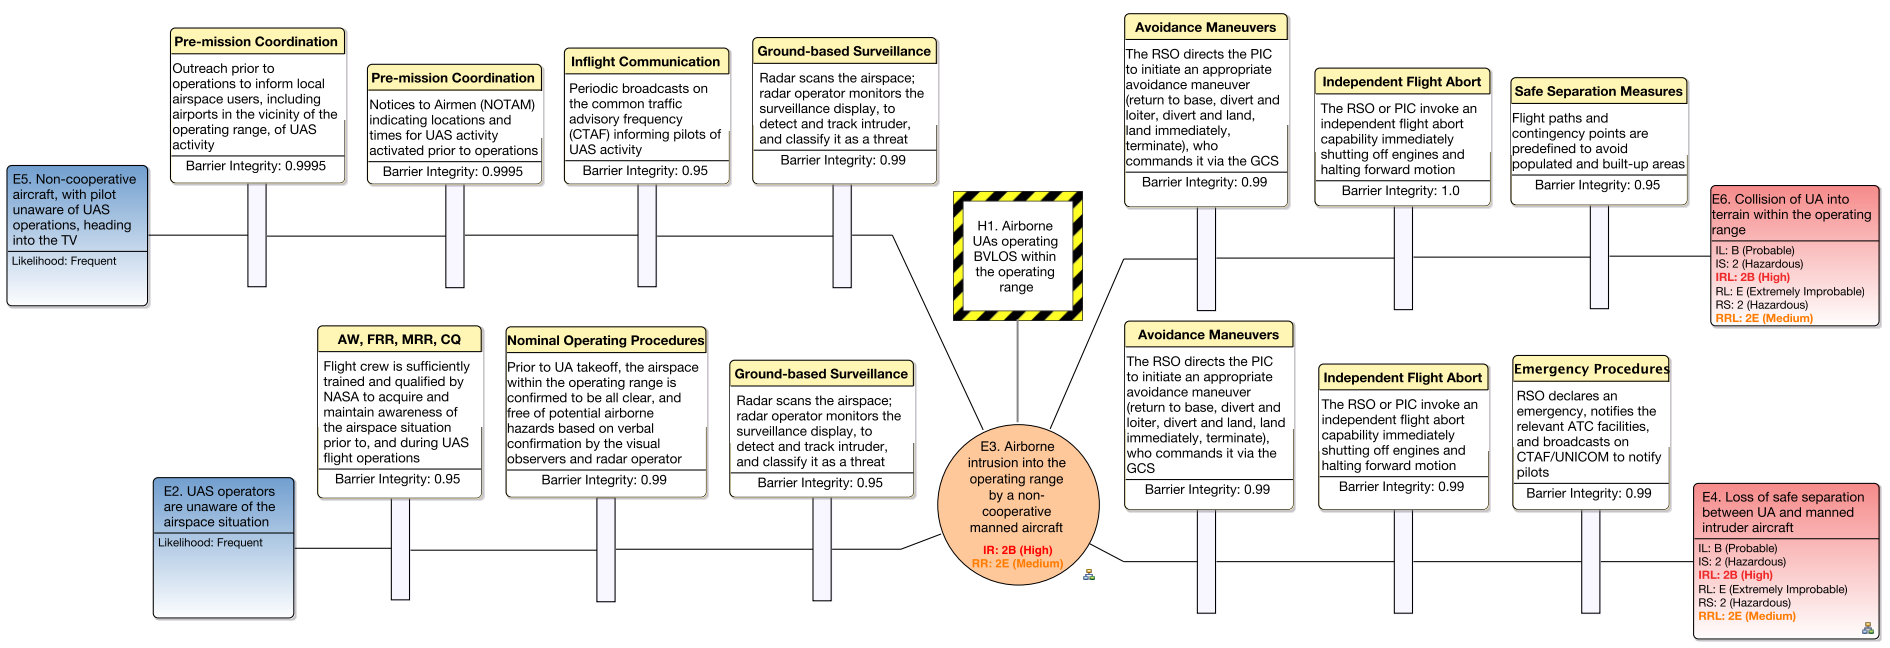 Pre-mission Coordination
Outreach prior to
operations to inform local
airspace users, including
airports in the vicinity of the
operating range, of UAS
activity
Barrier Integrity: 0.9995
Pre-mission Coordination
Notices to Airmen (NOTAM)
indicating locations and
times for UAS activity
activated prior to operations
Barrier Integrity: 0.9995
Inflight Communication
Periodic broadcasts on
the common traffic
advisory frequency
(CTAF) informing pilots of
UAS activity
Barrier Integrity: 0.95
Ground-based Surveillance
Radar scans the airspace;
radar operator monitors the
surveillance display, to
detect and track intruder,
and classify it as a threat
Barrier Integrity: 0.99
Avoidance Maneuvers
The RSO directs the PIC
to initiate an appropriate
avoidance maneuver
(return to base, divert and
loiter, divert and land,
land immediately,
terminate), who
commands it via the GCS
Barrier Integrity: 0.99
Independent Flight Abort
The RSO or PIC invoke an
independent flight abort
capability immediately
shutting off engines and
halting forward motion
Barrier Integrity: 1.0
Safe Separation Measures
Flight paths and
contingency points are
predefined to avoid
populated and built-up areas
Barrier Integrity: 0.95
E5. Non-cooperative
aircraft, with pilot
unaware of UAS
operations, heading
into the TV
Likelihood: Frequent
H1. Airborne
UAs operating
BVLOS within
the operating
range
E6. Collision of UA into
terrain within the operating
range
IL: B (Probable)
IS: 2 (Hazardous)
IRL: 2B (High)
RL: E (Extremely Improbable)
RS: 2 (Hazardous)
RRL: 2E (Medium)
AW, FRR, MRR, CQ
Flight crew is sufficiently
trained and qualified by
NASA to acquire and
maintain awareness of
the airspace situation
prior to, and during UAS
flight operations
Barrier Integrity: 0.95
Nominal Operating Procedures
Prior to UA takeoff, the airspace
within the operating range is
confirmed to be all clear, and
free of potential airborne
hazards based on verbal
confirmation by the visual
observers and radar operator
Barrier Integrity: 0.99
Ground-based Surveillance
Radar scans the airspace;
radar operator monitors the
surveillance display, to
detect and track intruder,
and classify it as a threat
Barrier Integrity: 0.95
Avoidance Maneuvers
The RSO directs the PIC
to initiate an appropriate
avoidance maneuver
(return to base, divert and
loiter, divert and land, land
immediately, terminate),
who commands it via the
GCS
Barrier Integrity: 0.99
Independent Flight Abort
The RSO or PIC invoke an
independent flight abort
capability immediately
shutting off engines and
halting forward motion
Barrier Integrity: 0.99
Emergency Procedures
RSO declares an
emergency, notifies the
relevant ATC facilities,
and broadcasts on
CTAF/UNICOM to notify
pilots
Barrier Integrity: 0.99
E2. UAS operators
are unaware of the
airspace situation
Likelihood: Frequent
E3. Airborne
intrusion into the
operating range
by a non-
cooperative
manned aircraft
IR: 2B (High)
RR: 2E (Medium)
E4. Loss of safe separation
between UA and manned
intruder aircraft
IL: B (Probable)
IS: 2 (Hazardous)
IRL: 2B (High)
RL: E (Extremely Improbable)
RS: 2 (Hazardous)
RRL: 2E (Medium)